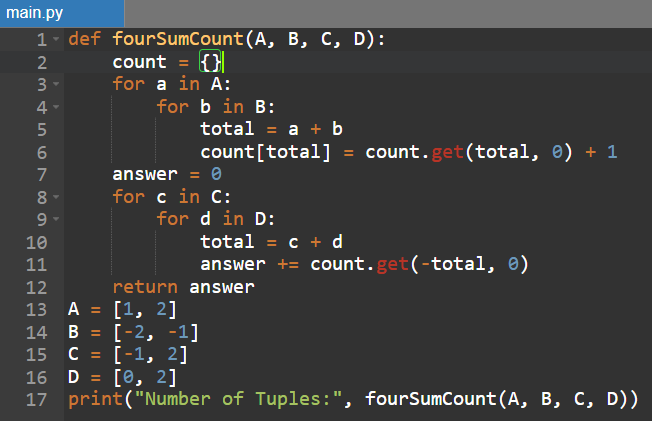 main.py
1 def fourSumCount(A, B, C, D):
2     count = {}
3     for a in A:
4         for b in B:
5             total = a + b
6             count[total] = count.get(total, 0) + 1
7     answer = 0
8     for c in C:
9         for d in D:
10             total = c + d
11             answer += count.get(-total, 0)
12     return answer
13 A = [1, 2]
14 B = [-2, -1]
15 C = [-1, 2]
16 D = [0, 2]
17 print("Number of Tuples:", fourSumCount(A, B, C, D))